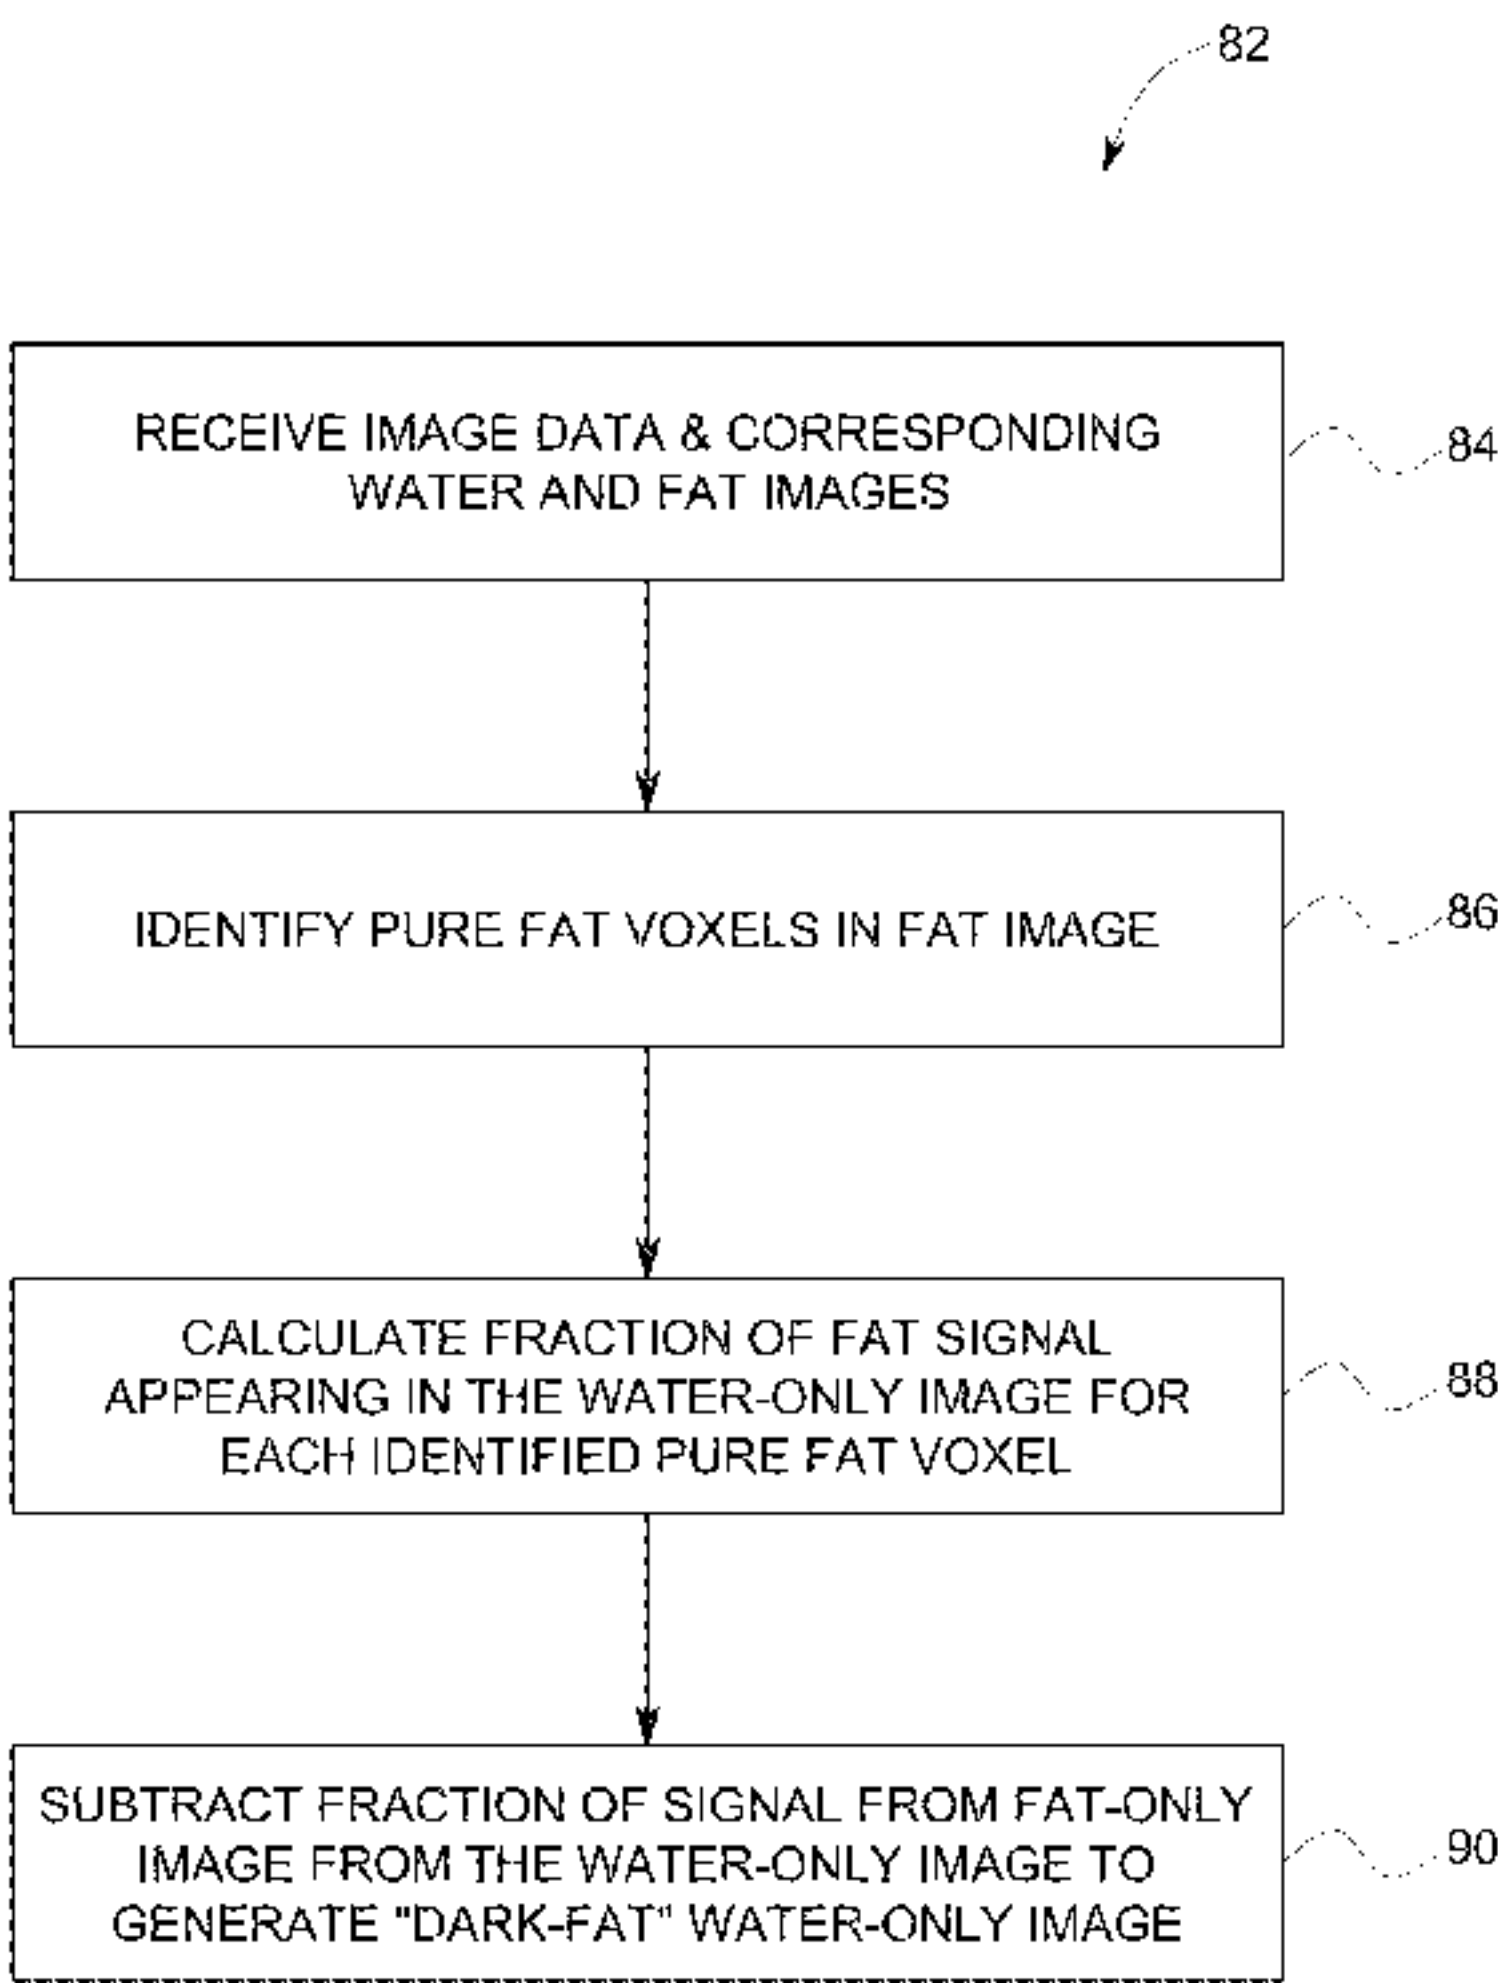 82
RECEIVE IMAGE DATA & CORRESPONDING
WATER AND FAT IMAGES
84
IDENTIFY PURE FAT VOXELS IN FAT IMAGE
86
CALCULATE FRACTION OF FAT SIGNAL
APPEARING IN THE WATER-ONLY IMAGE FOR
EACH IDENTIFIED PURE FAT VOXEL
88
SUBTRACT FRACTION OF SIGNAL FROM FAT-ONLY
IMAGE FROM THE WATER-ONLY IMAGE TO
GENERATE "DARK-FAT" WATER-ONLY IMAGE
90